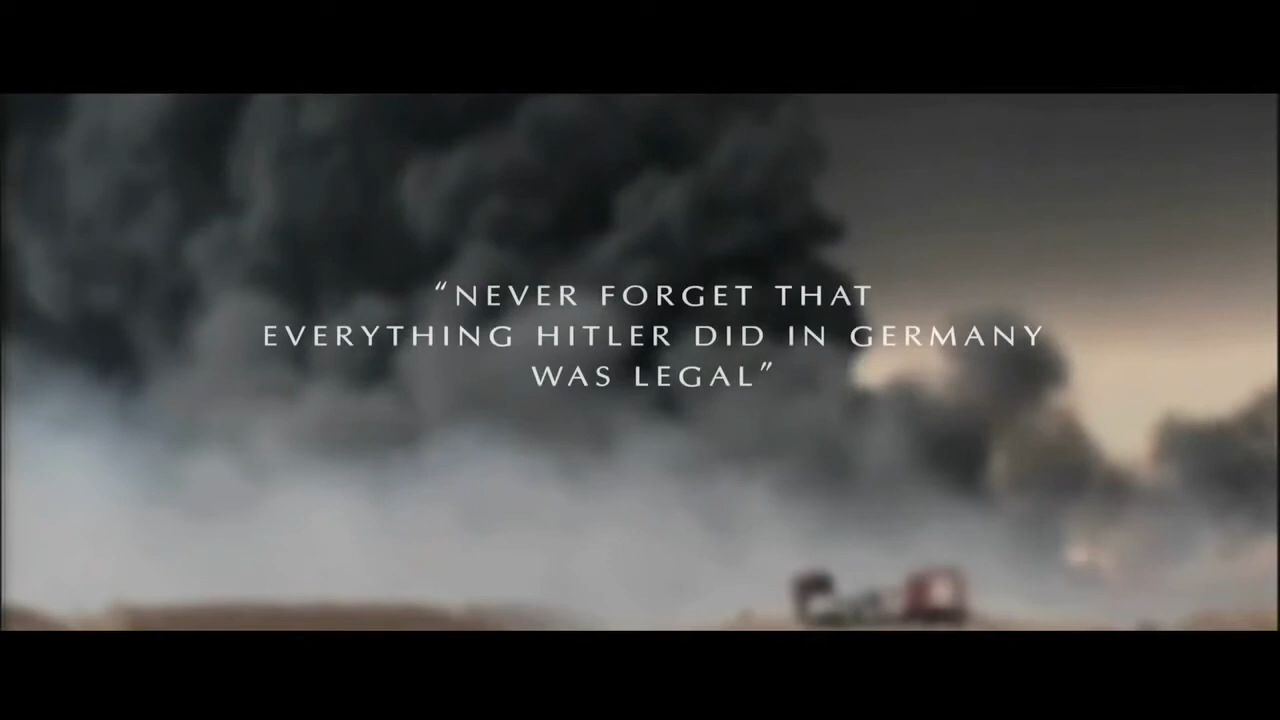 “NEVER FORGET THAT
EVERYTHING HITLER DID IN GERMANY
WAS LEGAL”